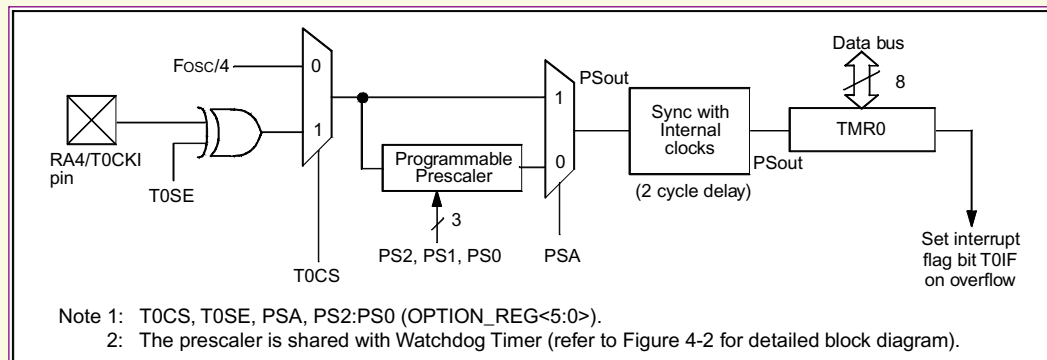 Data bus
FOSC/4
0
PSout
8
1
1
Sync with
Internal
clocks
TMR0
RA4/T0CKI
pin
Programmable
Prescaler
0
PSout
T0SE
(2 cycle delay)
3
PS2, PS1, PS0
PSA
T0CS
Set interrupt
flag bit T0IF
on overflow
Note 1: T0CS, T0SE, PSA, PS2:PS0 (OPTION_REG<5:0>).
2: The prescaler is shared with Watchdog Timer (refer to Figure 4-2 for detailed block diagram).